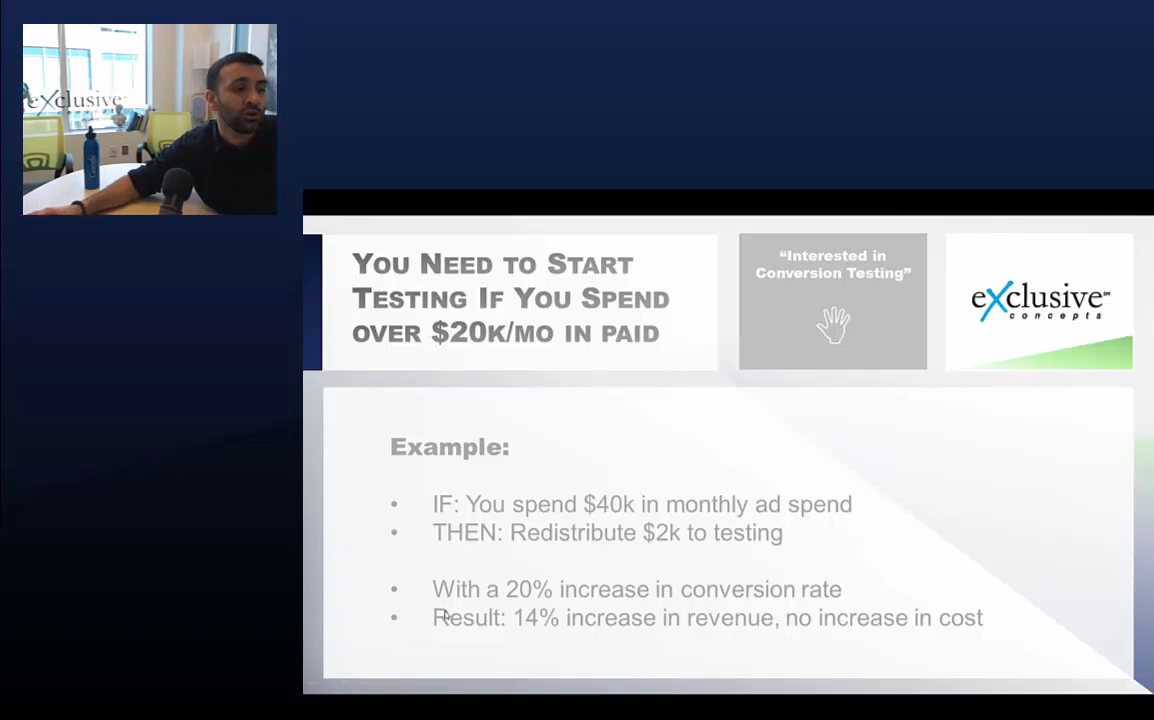 exclusive
Google
YOU NEED TO START
TESTING IF YOU SPEND
OVER $20K/MO IN PAID
“Interested in
Conversion Testing”
exclusive℠
concepts
Example:
• IF: You spend $40k in monthly ad spend
• THEN: Redistribute $2k to testing
• With a 20% increase in conversion rate
• Result: 14% increase in revenue, no increase in cost